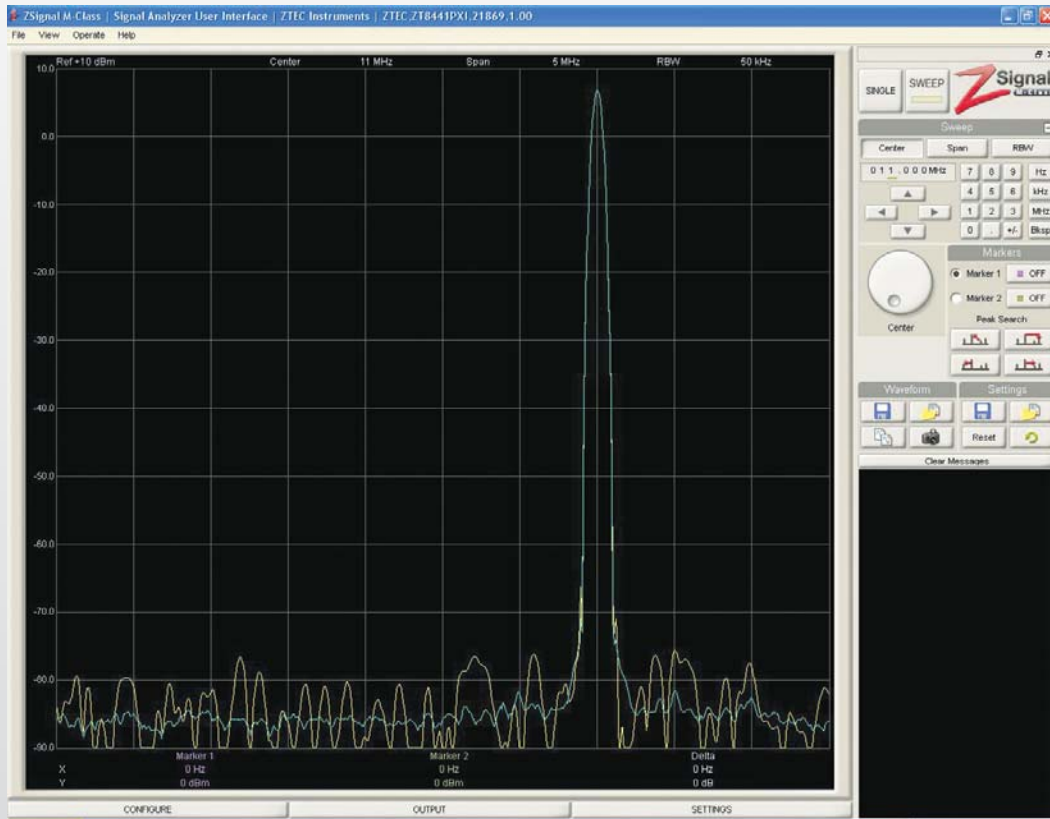 ZSignal M-Class | Signal Analyzer User Interface | ZTEC Instruments | ZTEC,ZT8441PXI,21869,1.00
File View Operate Help
Ref +10 dBm Center 11 MHz Span 5 MHz RBW 50 kHz
10.0
0.0
-10.0
-20.0
-30.0
-40.0
-50.0
-60.0
-70.0
-80.0
-90.0
Marker 1 Marker 2 Delta
X 0 Hz 0 Hz 0 Hz
Y 0 dBm 0 dBm 0 dB
CONFIGURE OUTPUT SETTINGS
SINGLE SWEEP ZSignal
Sweep
Center Span RBW
011.000MHz 7 8 9 Hz
4 5 6 kHz
1 2 3 MHz
0 . +/- Bksp
Markers
Marker 1 OFF
Marker 2 OFF
Peak Search
Center
Waveform Settings
Reset
Clear Messages